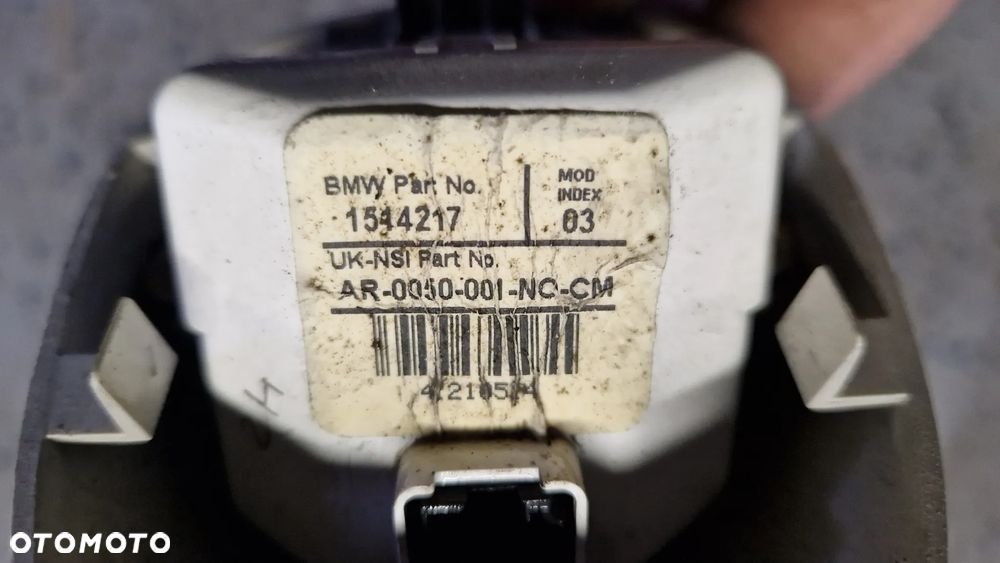 BMW Part No.
1544217
MOD
INDEX
03
UK-NSI Part No.
AR-0050-001-NC-CM
OTOMOTO